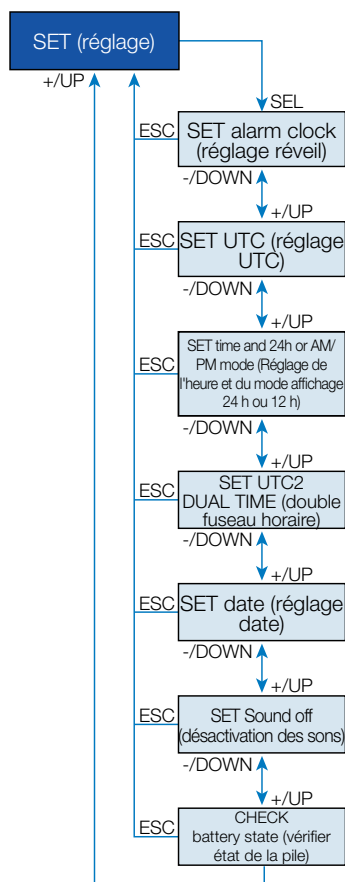 SET (réglage)
+/UP
SEL
ESC
SET alarm clock
(réglage réveil)
-/DOWN
+/UP
ESC
SET UTC (réglage
UTC)
-/DOWN
+/UP
ESC
SET time and 24h or AM/
PM mode (Réglage de
l'heure et du mode affichage
24 h ou 12 h)
-/DOWN
+/UP
ESC
SET UTC2
DUAL TIME (double
fuseau horaire)
-/DOWN
+/UP
ESC
SET date (réglage
date)
-/DOWN
+/UP
ESC
SET Sound off
(désactivation des sons)
-/DOWN
+/UP
ESC
CHECK
battery state (vérifier
état de la pile)